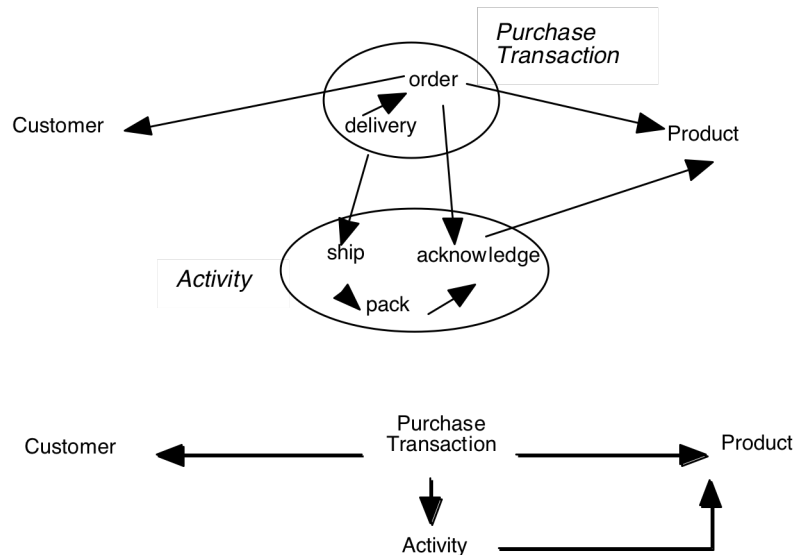 Purchase
Transaction
order
Customer
delivery
Product
ship
acknowledge
Activity
pack
Purchase
Transaction
Customer
Product
Activity